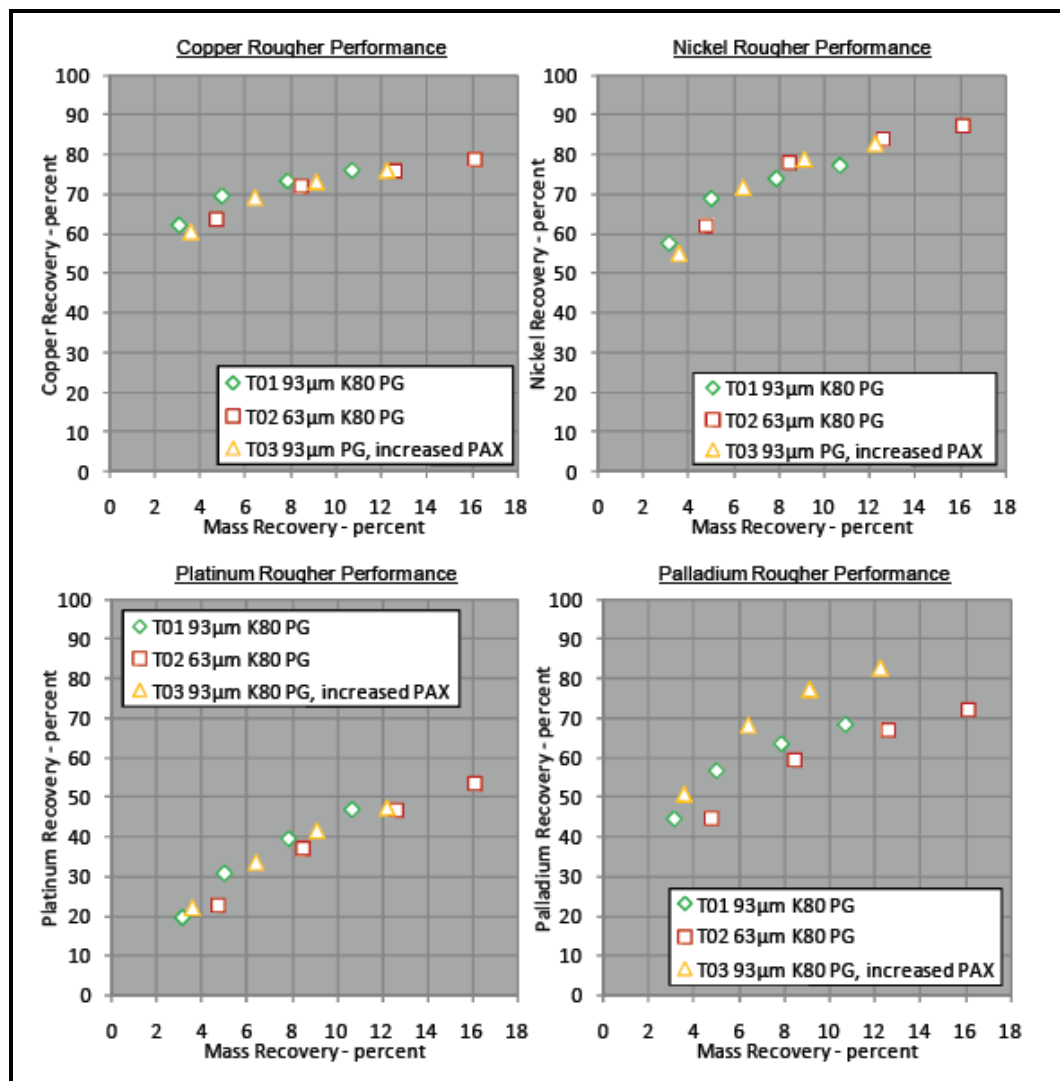 Copper Rougher Performance
100
90
80
70
60
50
40
30
20
10
0
Copper Recovery - percent
T01 93µm K80 PG
T02 63µm K80 PG
T03 93µm PG, increased PAX
0 2 4 6 8 10 12 14 16 18
Mass Recovery - percent
Nickel Rougher Performance
100
90
80
70
60
50
40
30
20
10
0
Nickel Recovery - percent
T01 93µm K80 PG
T02 63µm K80 PG
T03 93µm PG, increased PAX
0 2 4 6 8 10 12 14 16 18
Mass Recovery - percent
Platinum Rougher Performance
100
90
80
70
60
50
40
30
20
10
0
Platinum Recovery - percent
T01 93µm K80 PG
T02 63µm K80 PG
T03 93µm K80 PG, increased PAX
0 2 4 6 8 10 12 14 16 18
Mass Recovery - percent
Palladium Rougher Performance
100
90
80
70
60
50
40
30
20
10
0
Palladium Recovery - percent
T01 93µm K80 PG
T02 63µm K80 PG
T03 93µm K80 PG, increased PAX
0 2 4 6 8 10 12 14 16 18
Mass Recovery - percent